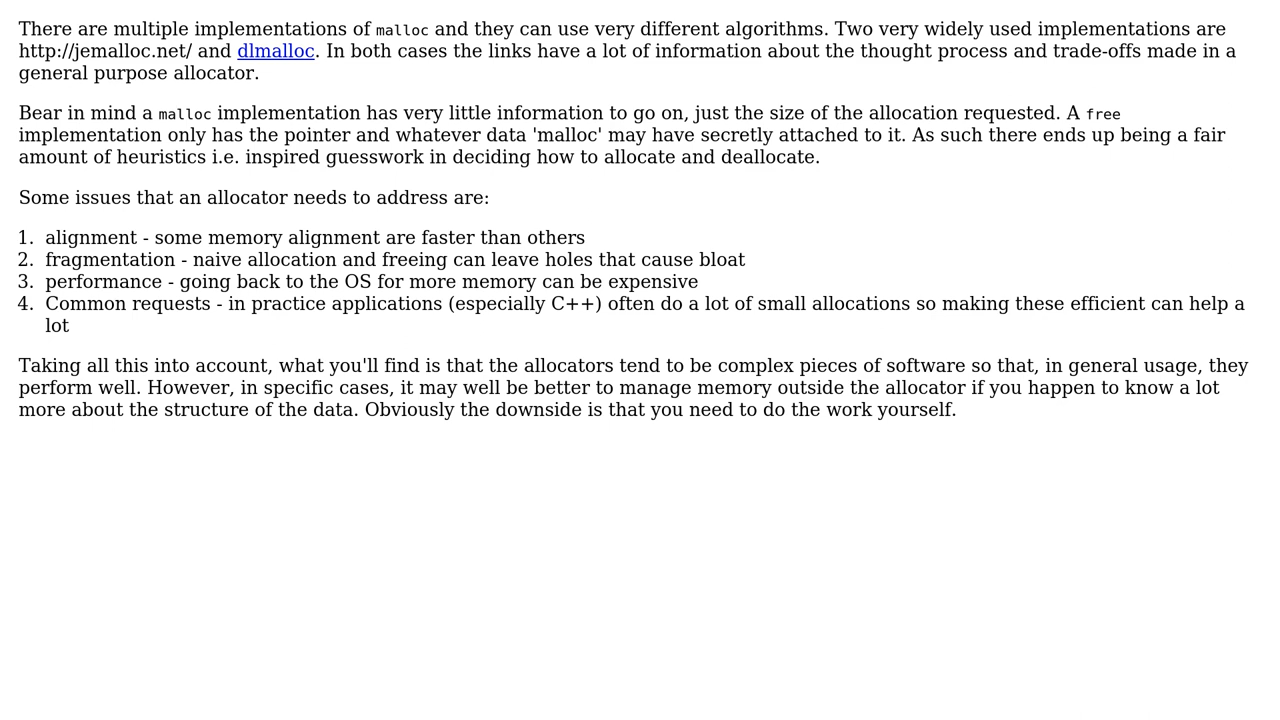 There are multiple implementations of malloc and they can use very different algorithms. Two very widely used implementations are
http://jemalloc.net/ and dlmalloc. In both cases the links have a lot of information about the thought process and trade-offs made in a
general purpose allocator.
Bear in mind a malloc implementation has very little information to go on, just the size of the allocation requested. A free
implementation only has the pointer and whatever data 'malloc' may have secretly attached to it. As such there ends up being a fair
amount of heuristics i.e. inspired guesswork in deciding how to allocate and deallocate.
Some issues that an allocator needs to address are:
1. alignment - some memory alignment are faster than others
2. fragmentation - naive allocation and freeing can leave holes that cause bloat
3. performance - going back to the OS for more memory can be expensive
4. Common requests - in practice applications (especially C++) often do a lot of small allocations so making these efficient can help a
lot
Taking all this into account, what you'll find is that the allocators tend to be complex pieces of software so that, in general usage, they
perform well. However, in specific cases, it may well be better to manage memory outside the allocator if you happen to know a lot
more about the structure of the data. Obviously the downside is that you need to do the work yourself.